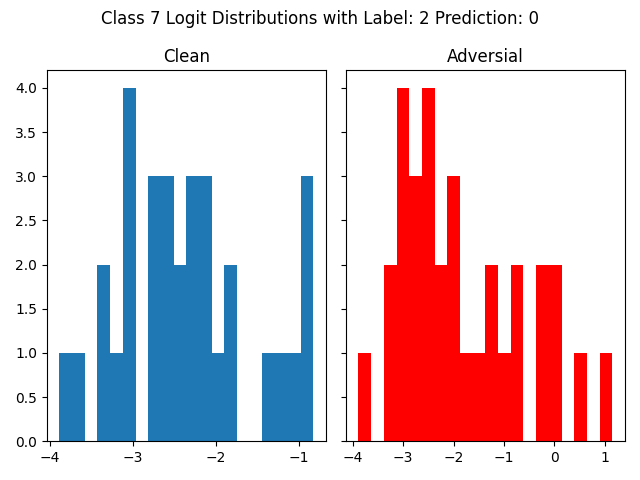 Class 7 Logit Distributions with Label: 2 Prediction: 0
Clean
Adversial
4.0
3.5
3.0
2.5
2.0
1.5
1.0
0.5
0.0
−4 −3 −2 −1
−4 −3 −2 −1 0 1